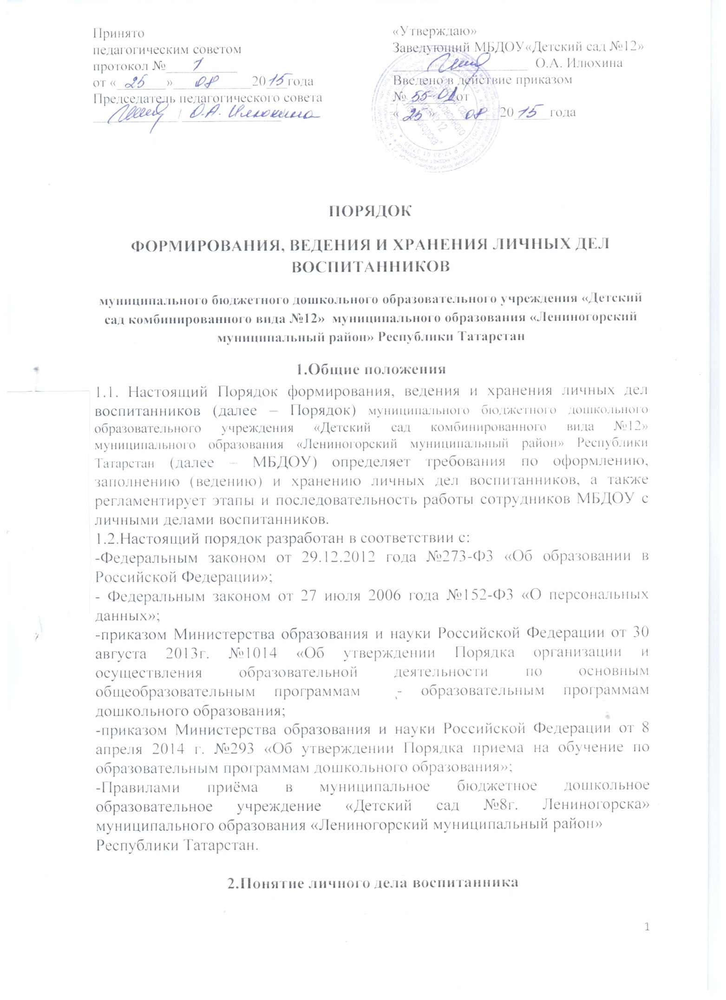 Принято
педагогическим советом
протокол № 1
от « 25 » 08 2015 года
Председатель педагогического совета
/ О.А. Илюхина
«Утверждаю»
Заведующий МБДОУ«Детский сад №12»
О.А. Илюхина
Введено в действие приказом
№ 55-01 от
« 25 » 08 2015 года
ПОРЯДОК
ФОРМИРОВАНИЯ, ВЕДЕНИЯ И ХРАНЕНИЯ ЛИЧНЫХ ДЕЛ
ВОСПИТАННИКОВ
муниципального бюджетного дошкольного образовательного учреждения «Детский
сад комбинированного вида №12» муниципального образования «Лениногорский
муниципальный район» Республики Татарстан
1.Общие положения
1.1. Настоящий Порядок формирования, ведения и хранения личных дел
воспитанников (далее – Порядок) муниципального бюджетного дошкольного
образовательного учреждения «Детский сад комбинированного вида №12»
муниципального образования «Лениногорский муниципальный район» Республики
Татарстан (далее – МБДОУ) определяет требования по оформлению,
заполнению (ведению) и хранению личных дел воспитанников, а также
регламентирует этапы и последовательность работы сотрудников МБДОУ с
личными делами воспитанников.
1.2.Настоящий порядок разработан в соответствии с:
-Федеральным законом от 29.12.2012 года №273-ФЗ «Об образовании в
Российской Федерации»;
- Федеральным законом от 27 июля 2006 года №152-ФЗ «О персональных
данных»;
-приказом Министерства образования и науки Российской Федерации от 30
августа 2013г. №1014 «Об утверждении Порядка организации и
осуществления образовательной деятельности по основным
общеобразовательным программам - образовательным программам
дошкольного образования;
-приказом Министерства образования и науки Российской Федерации от 8
апреля 2014 г. №293 «Об утверждении Порядка приема на обучение по
образовательным программам дошкольного образования»;
-Правилами приёма в муниципальное бюджетное дошкольное
образовательное учреждение «Детский сад №8г. Лениногорска»
муниципального образования «Лениногорский муниципальный район»
Республики Татарстан.
2.Понятие личного дела воспитанника
1